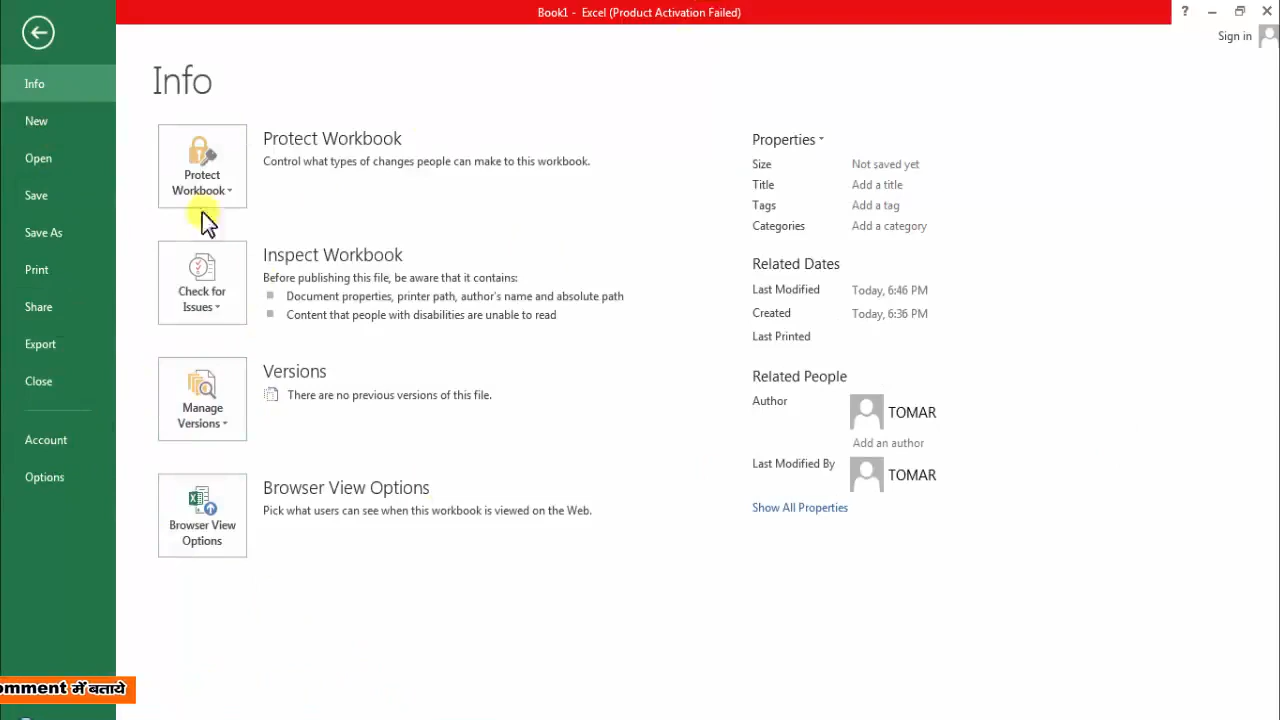 Book1 - Excel (Product Activation Failed)
?
Sign in
Info
New
Open
Save
Save As
Print
Share
Export
Close
Account
Options
Info
Protect Workbook
Protect Workbook
Control what types of changes people can make to this workbook.
Check for Issues
Inspect Workbook
Before publishing this file, be aware that it contains:
Document properties, printer path, author's name and absolute path
Content that people with disabilities are unable to read
Manage Versions
Versions
There are no previous versions of this file.
Browser View Options
Browser View Options
Pick what users can see when this workbook is viewed on the Web.
Properties
Size Not saved yet
Title Add a title
Tags Add a tag
Categories Add a category
Related Dates
Last Modified Today, 6:46 PM
Created Today, 6:36 PM
Last Printed
Related People
Author TOMAR
Add an author
Last Modified By TOMAR
Show All Properties
omment में बताये